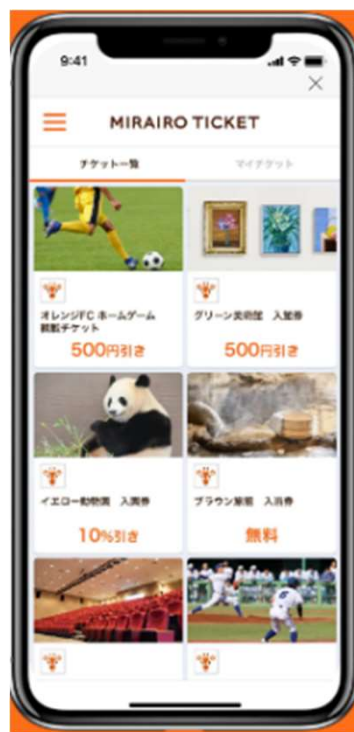 9:41
MIRAIRO TICKET
チケット一覧
マイチケット
オレンジFC ホームゲーム
観戦チケット
500円引き
グリーン美術館 入館券
500円引き
イエロー動物園 入園券
10%引き
ブラウン旅館 入浴券
無料
6